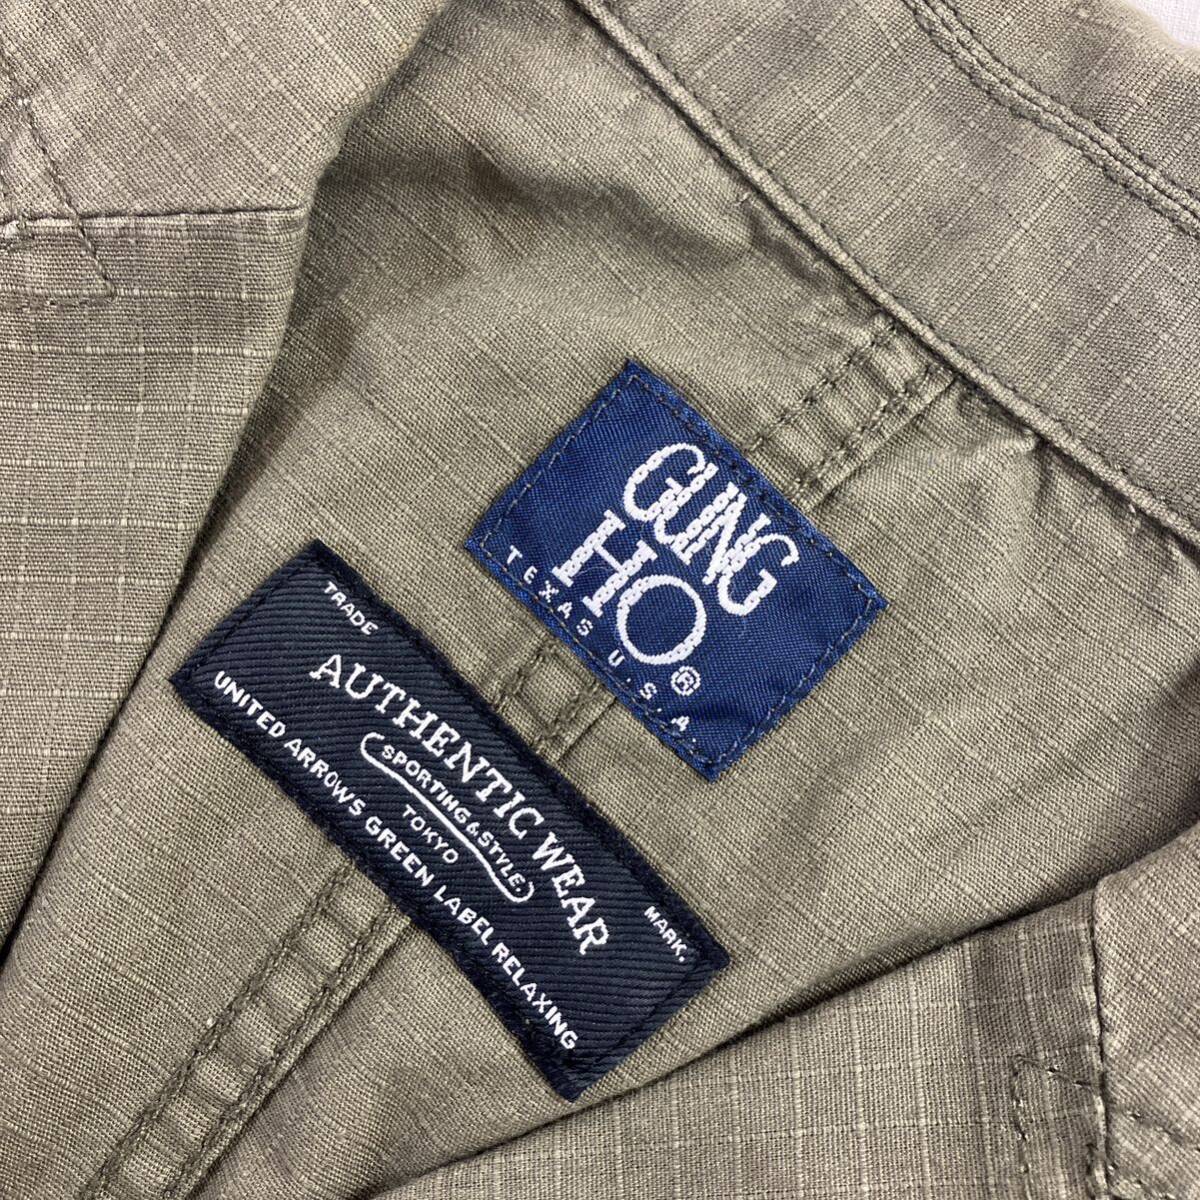 GUNG
HO®
TEXAS U.S.A.
TRADE MARK.
AUTHENTIC WEAR
SPORTING & STYLE.
TOKYO
UNITED ARROWS GREEN LABEL RELAXING